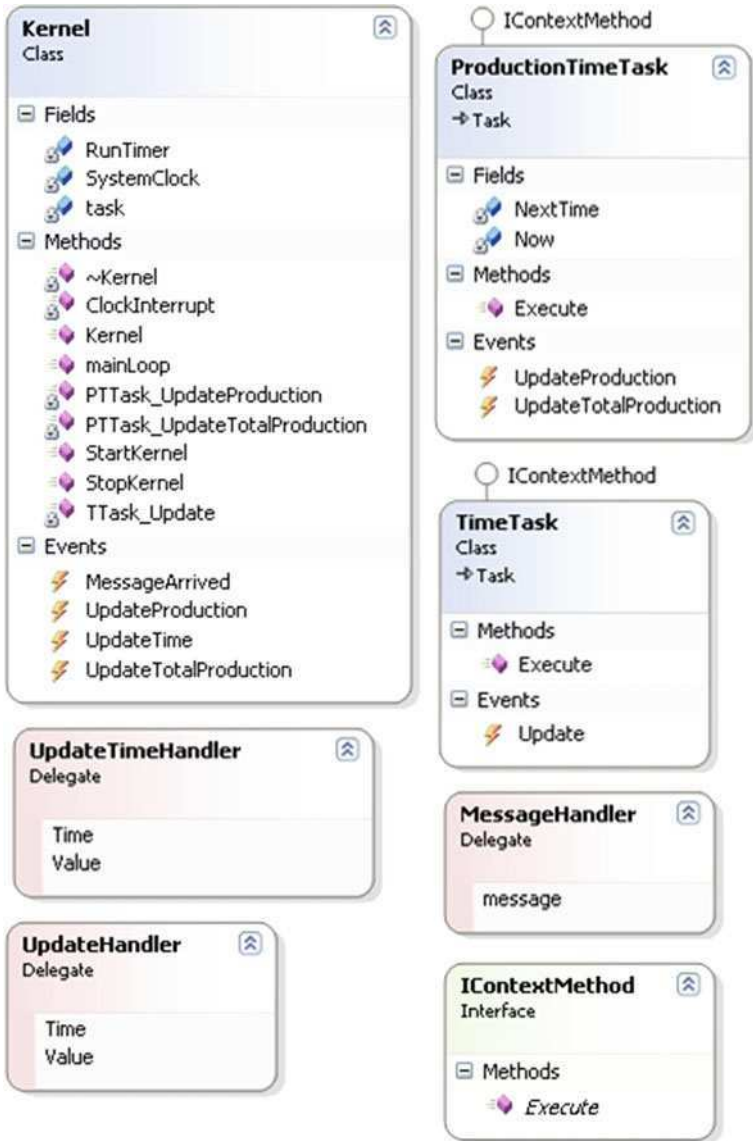 Kernel
Class
Fields
RunTimer
SystemClock
task
Methods
~Kernel
ClockInterrupt
Kernel
mainLoop
PTTask_UpdateProduction
PTTask_UpdateTotalProduction
StartKernel
StopKernel
TTask_Update
Events
MessageArrived
UpdateProduction
UpdateTime
UpdateTotalProduction
UpdateTimeHandler
Delegate
Time
Value
UpdateHandler
Delegate
Time
Value
IContextMethod
ProductionTimeTask
Class
Task
Fields
NextTime
Now
Methods
Execute
Events
UpdateProduction
UpdateTotalProduction
IContextMethod
TimeTask
Class
Task
Methods
Execute
Events
Update
MessageHandler
Delegate
message
IContextMethod
Interface
Methods
Execute